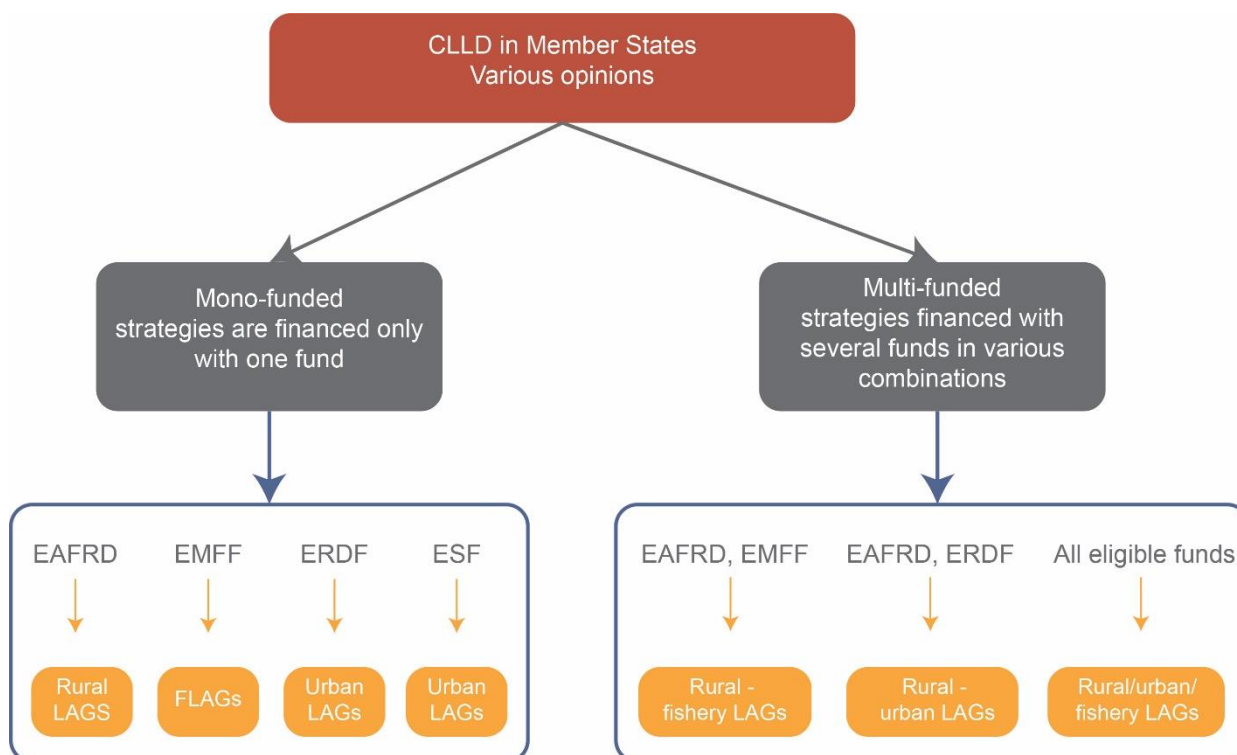 CLLD in Member States
Various opinions
Mono-funded
strategies are financed only
with one fund
Multi-funded
strategies financed with
several funds in various
combinations
EAFRD
EMFF
ERDF
ESF
EAFRD, EMFF
EAFRD, ERDF
All eligible funds
Rural
LAGS
FLAGs
Urban
LAGs
Urban
LAGs
Rural -
fishery LAGs
Rural -
urban LAGs
Rural/urban/
fishery LAGs